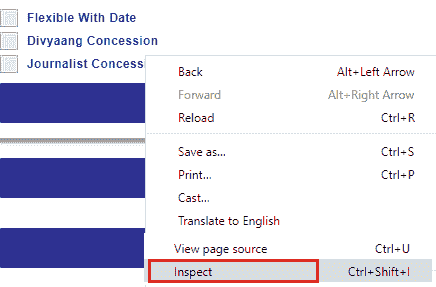 Flexible With Date
Divyaang Concession
Journalist Concess
Back Alt+Left Arrow
Forward Alt+Right Arrow
Reload Ctrl+R
Save as... Ctrl+S
Print... Ctrl+P
Cast...
Translate to English
View page source Ctrl+U
Inspect Ctrl+Shift+I